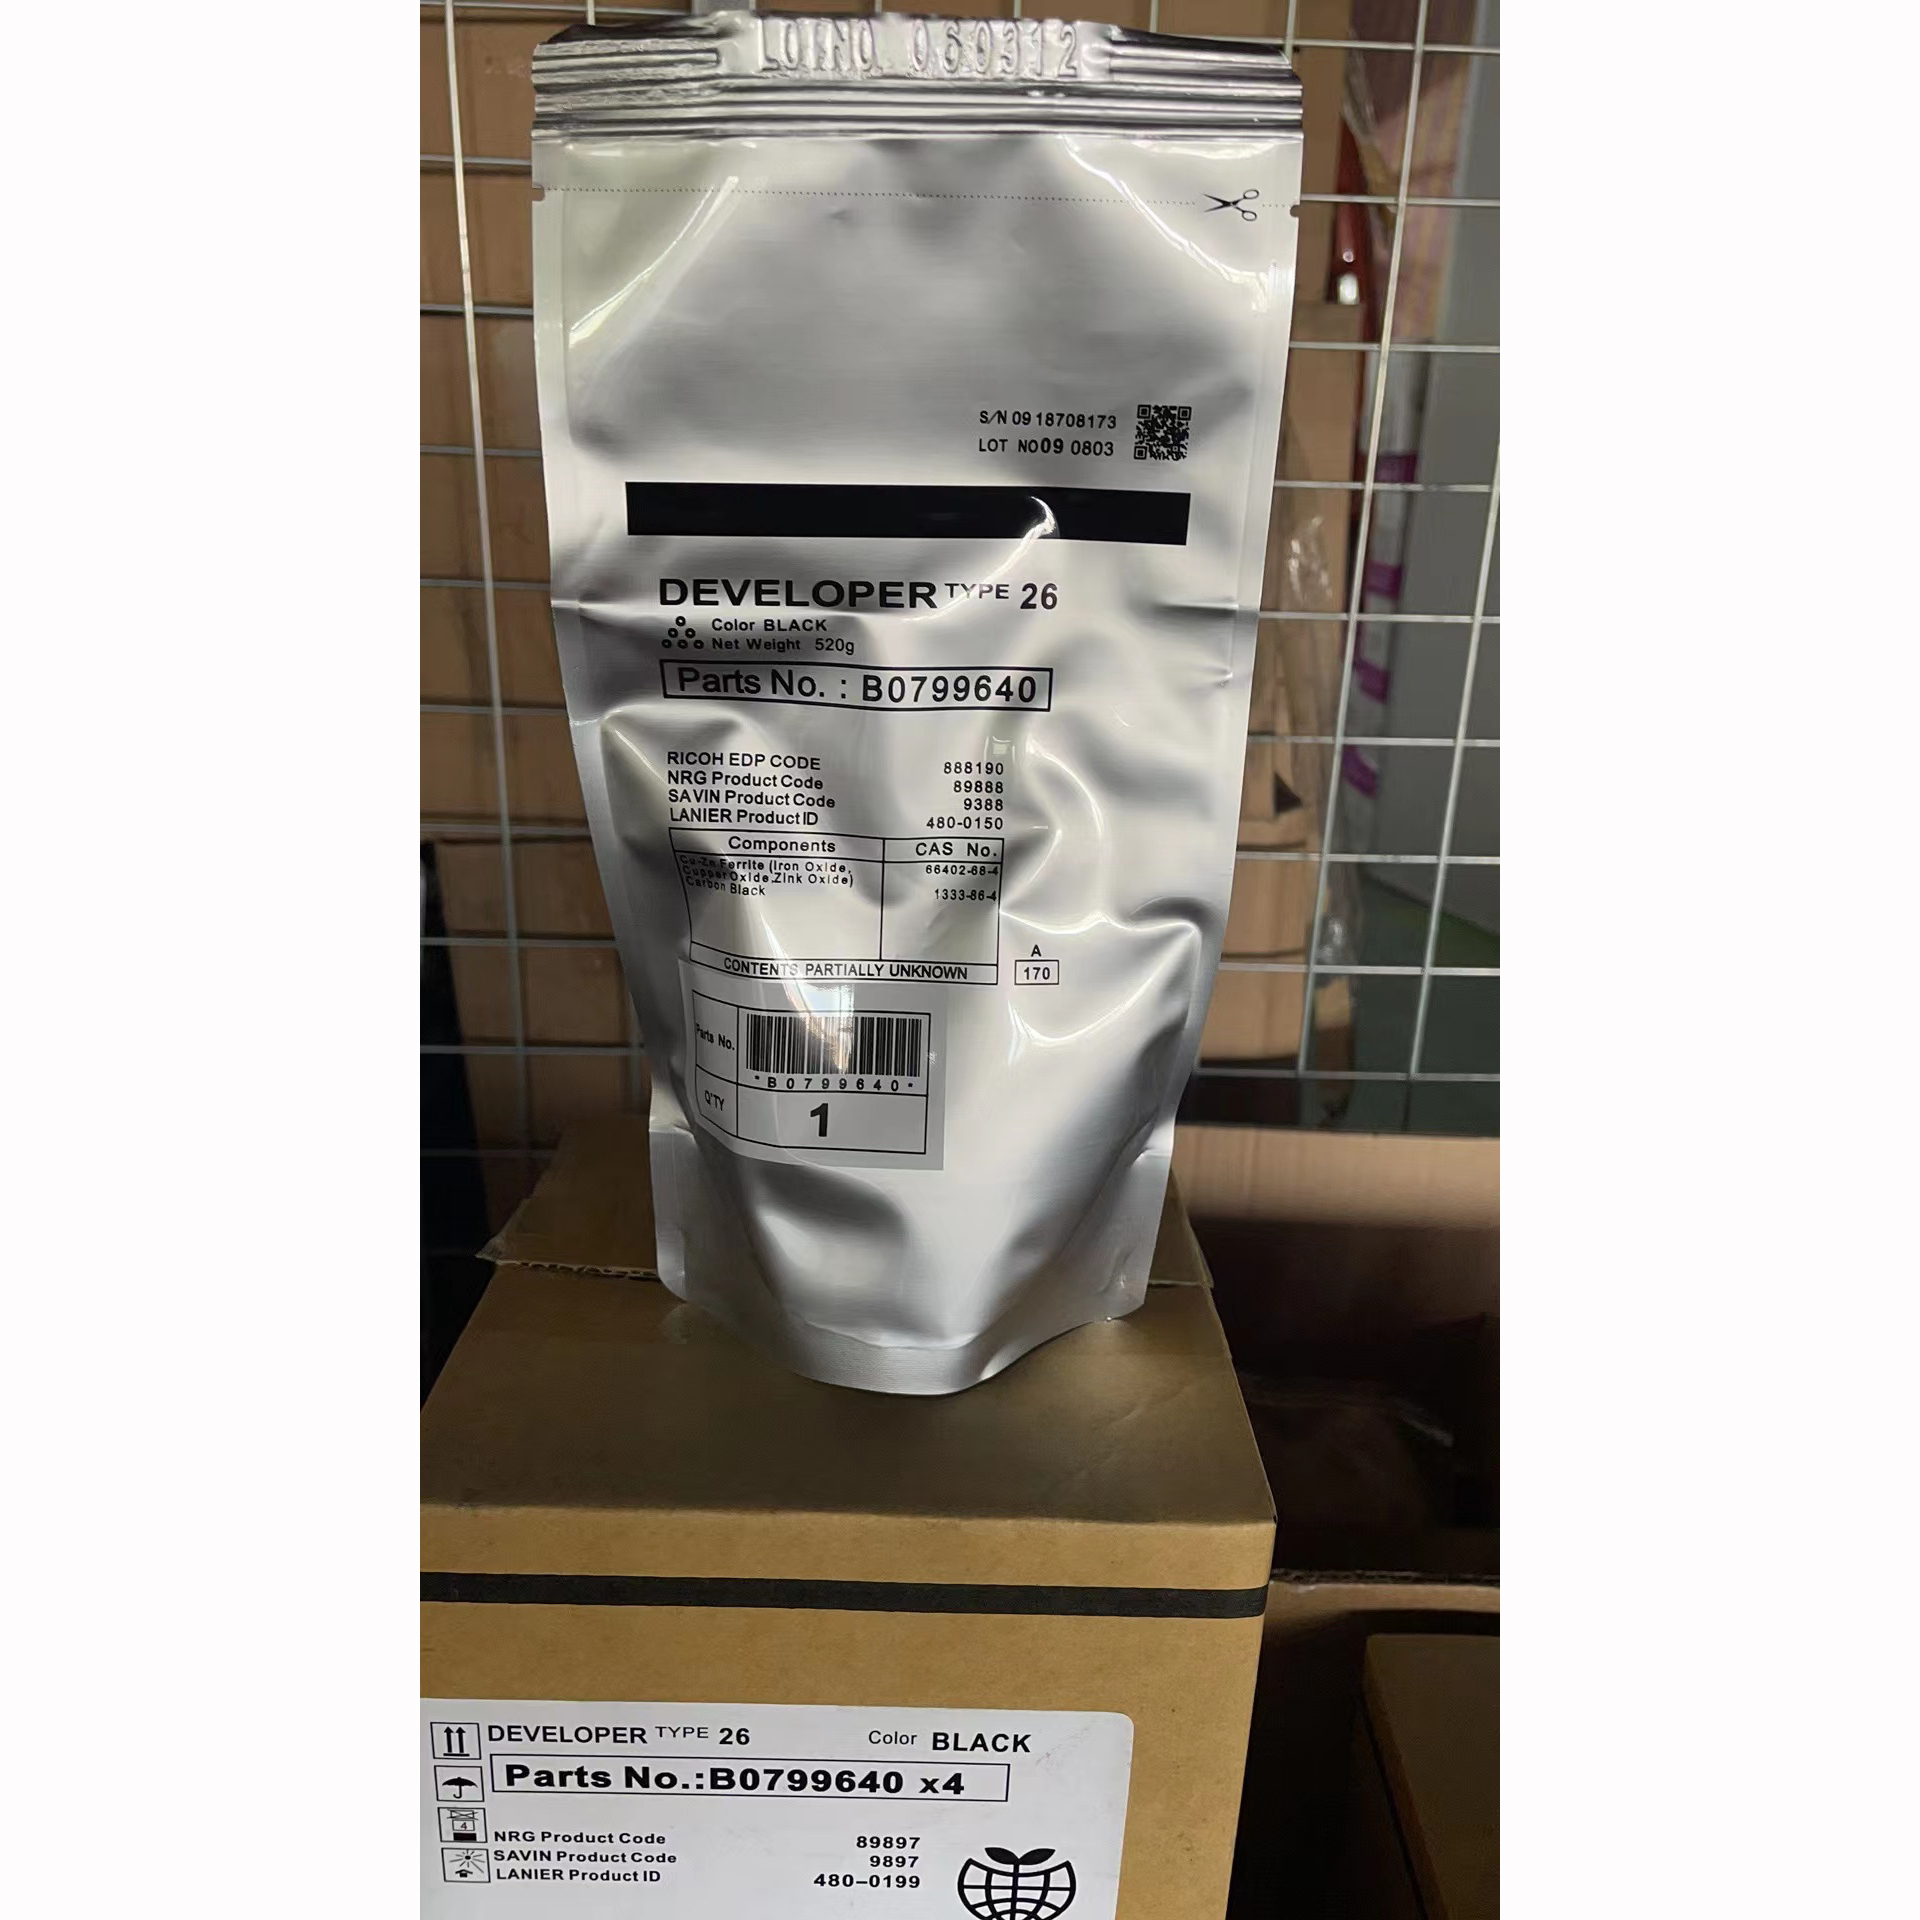 LOT.NO 060312
S/N 09 18708173
LOT NO09 0803
DEVELOPER TYPE 26
Color BLACK
Net Weight 520g
Parts No. : B0799640
RICOH EDP CODE 888190
NRG Product Code 89888
SAVIN Product Code 9388
LANIER Product ID 480-0150
Components CAS No.
Cu-Zn Ferrite (Iron Oxide, 66402-68-4
Cupper Oxide,Zink Oxide)
Carbon Black 1333-86-4
CONTENTS PARTIALLY UNKNOWN
A
170
Parts No.
*B0799640*
Q'TY 1
DEVELOPER TYPE 26 Color BLACK
Parts No.:B0799640 x4
4
NRG Product Code 89897
SAVIN Product Code 9897
LANIER Product ID 480-0199